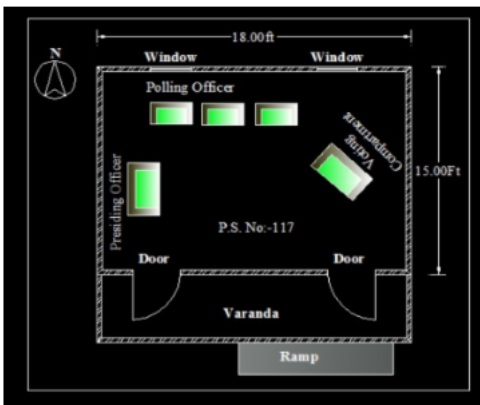 18.00ft
N
Window
Window
Polling Officer
Voting
Compartment
15.00Ft
Presiding Officer
P.S. No:-117
Door
Door
Varanda
Ramp